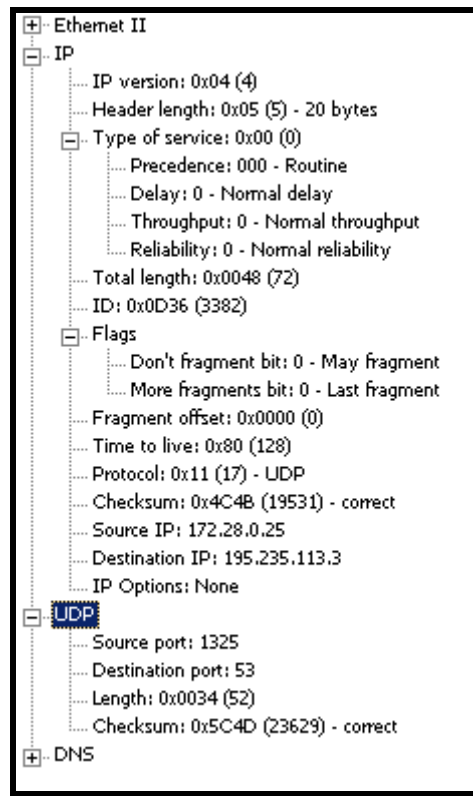 Ethernet II
IP
IP version: 0x04 (4)
Header length: 0x05 (5) - 20 bytes
Type of service: 0x00 (0)
Precedence: 000 - Routine
Delay: 0 - Normal delay
Throughput: 0 - Normal throughput
Reliability: 0 - Normal reliability
Total length: 0x0048 (72)
ID: 0x0D36 (3382)
Flags
Don't fragment bit: 0 - May fragment
More fragments bit: 0 - Last fragment
Fragment offset: 0x0000 (0)
Time to live: 0x80 (128)
Protocol: 0x11 (17) - UDP
Checksum: 0x4C4B (19531) - correct
Source IP: 172.28.0.25
Destination IP: 195.235.113.3
IP Options: None
UDP
Source port: 1325
Destination port: 53
Length: 0x0034 (52)
Checksum: 0x5C4D (23629) - correct
DNS